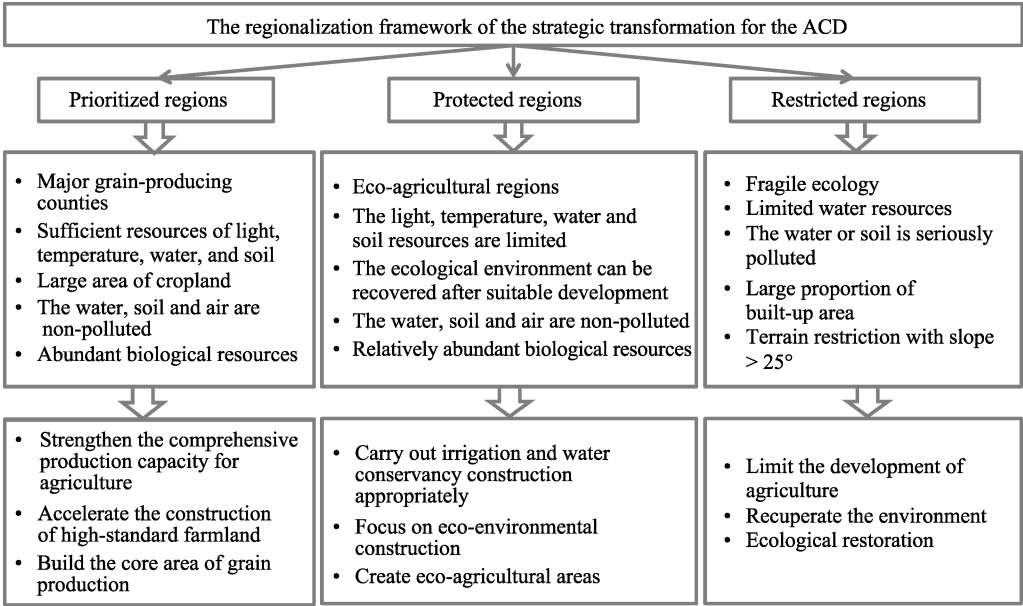 The regionalization framework of the strategic transformation for the ACD
Prioritized regions
Protected regions
Restricted regions
• Major grain-producing
counties
• Sufficient resources of light,
temperature, water, and soil
• Large area of cropland
• The water, soil and air are
non-polluted
• Abundant biological resources
• Eco-agricultural regions
• The light, temperature, water and
soil resources are limited
• The ecological environment can be
recovered after suitable development
• The water, soil and air are non-polluted
• Relatively abundant biological resources
• Fragile ecology
• Limited water resources
• The water or soil is seriously
polluted
• Large proportion of
built-up area
• Terrain restriction with slope
> 25°
• Strengthen the comprehensive
production capacity for
agriculture
• Accelerate the construction
of high-standard farmland
• Build the core area of grain
production
• Carry out irrigation and water
conservancy construction
appropriately
• Focus on eco-environmental
construction
• Create eco-agricultural areas
• Limit the development of
agriculture
• Recuperate the environment
• Ecological restoration